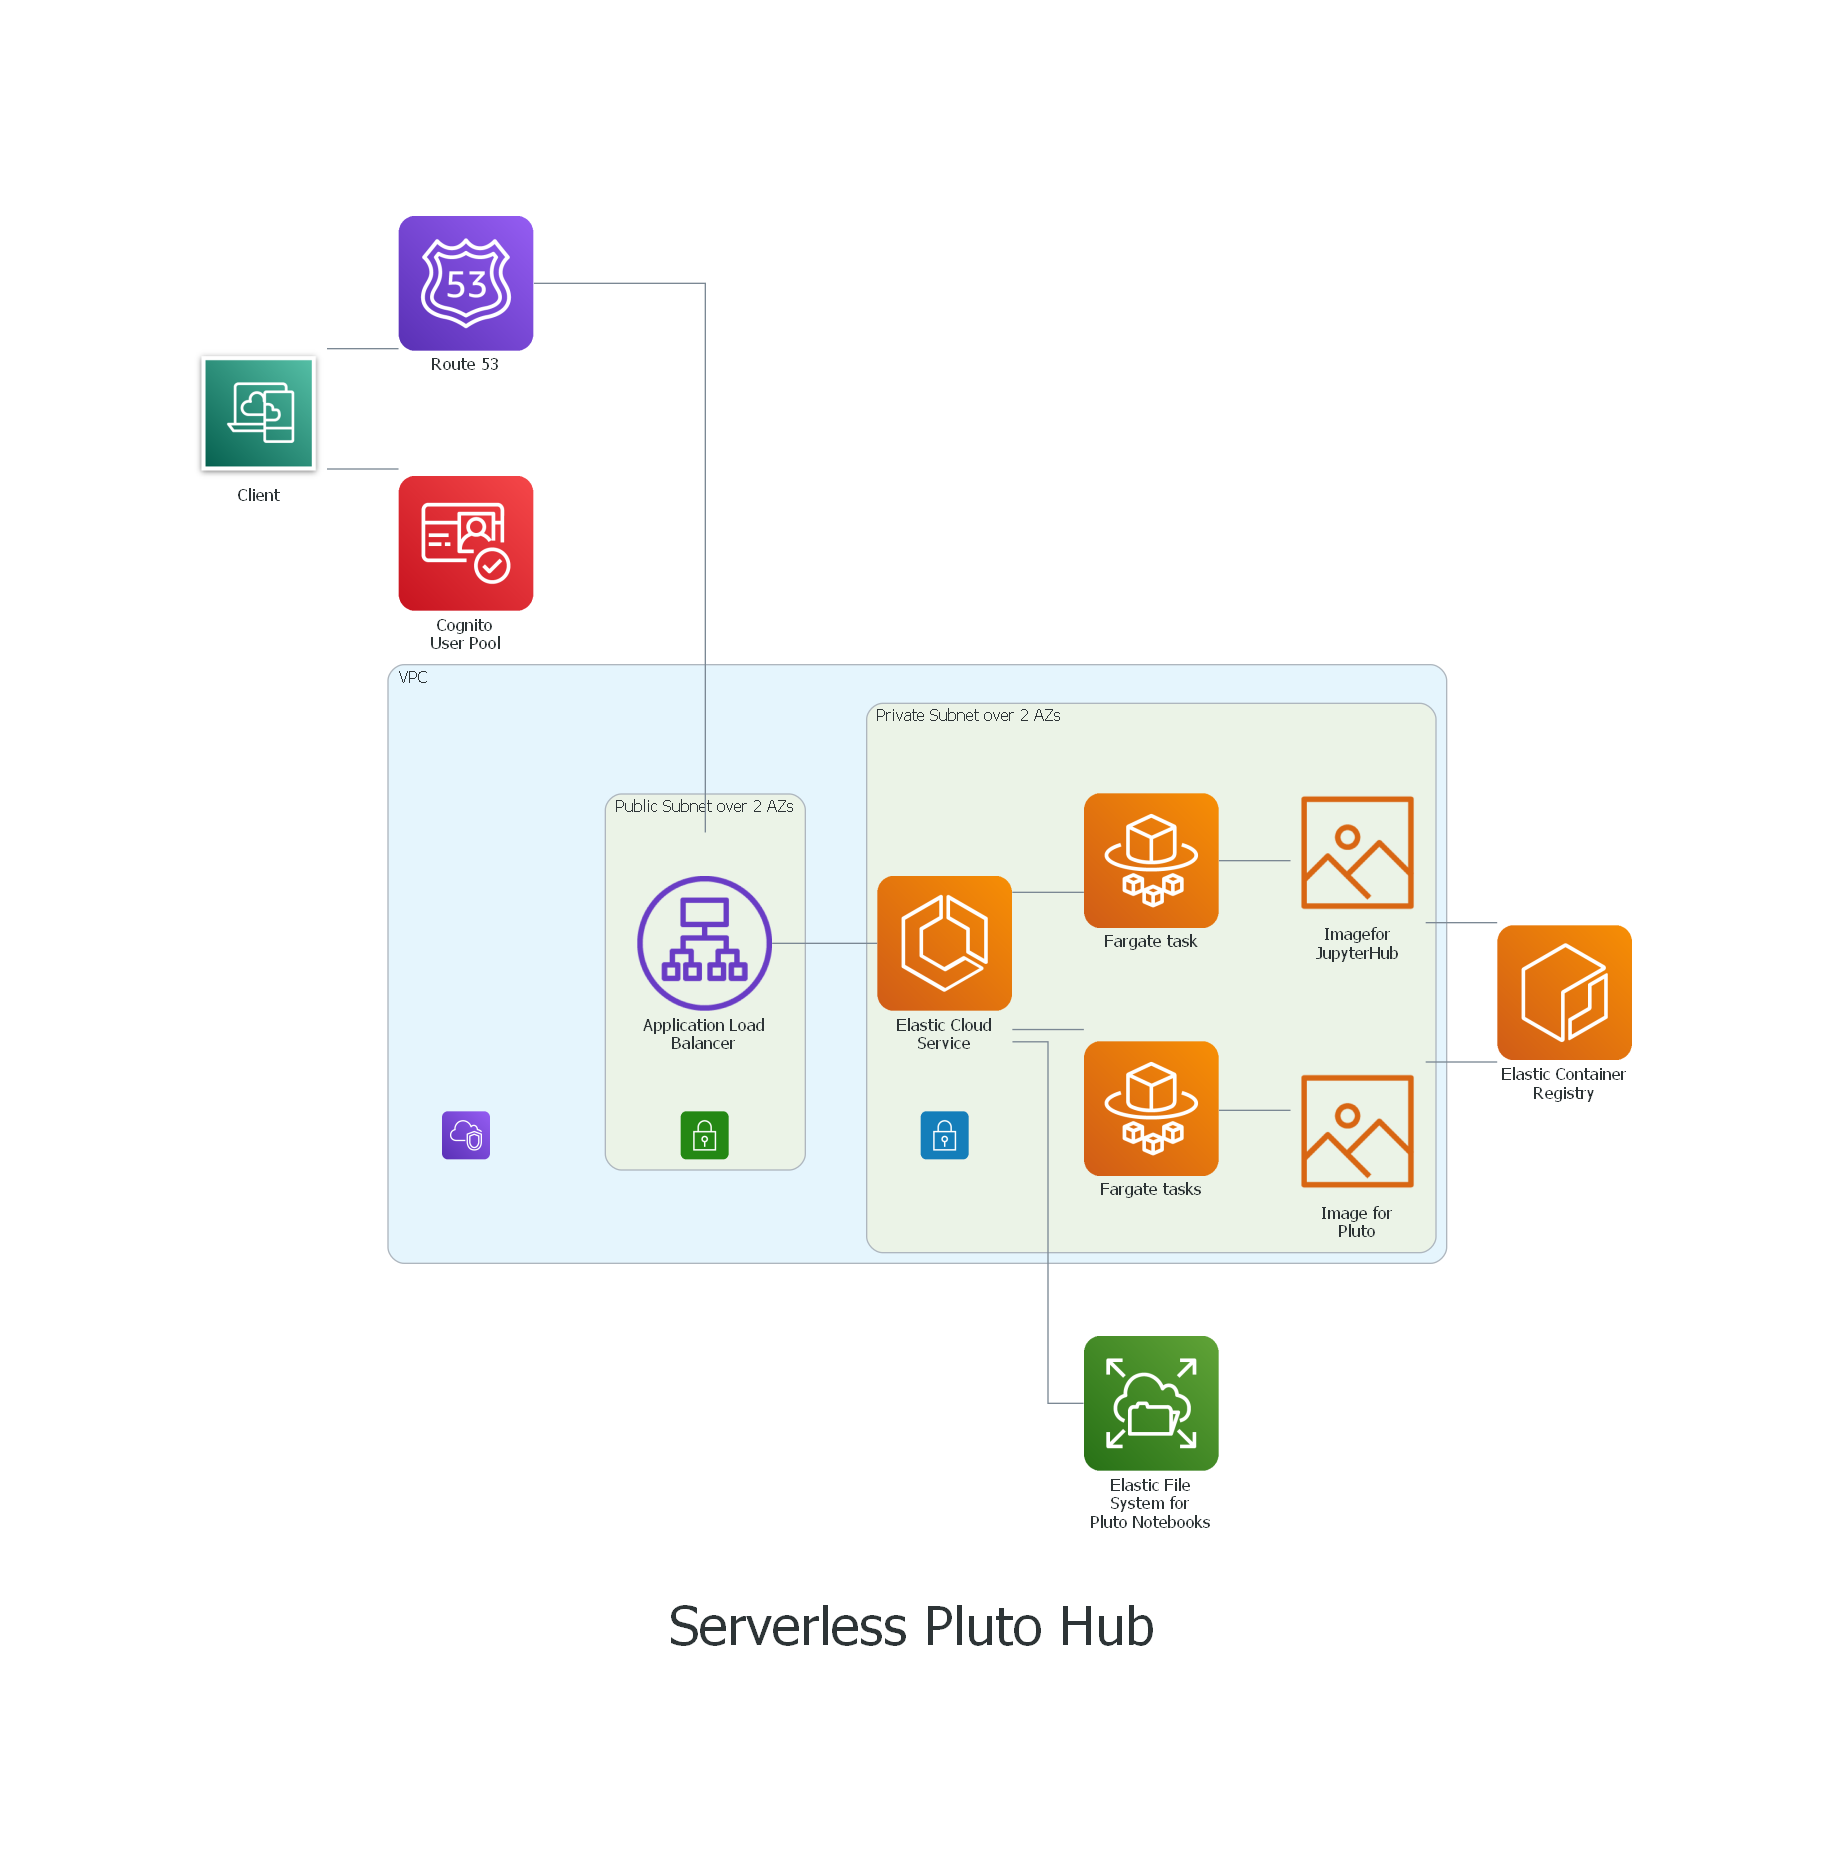 53
Route 53
Client
Cognito
User Pool
VPC
Private Subnet over 2 AZs
Public Subnet over 2 AZs
Fargate task
Imagefor
JupyterHub
Application Load
Balancer
Elastic Cloud
Service
Elastic Container
Registry
Fargate tasks
Image for
Pluto
Elastic File
System for
Pluto Notebooks
Serverless Pluto Hub